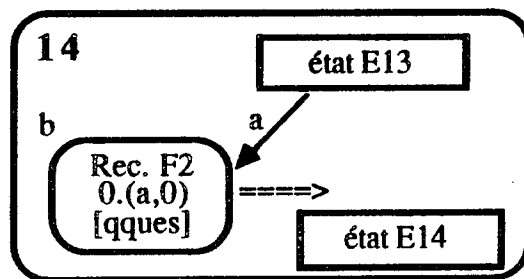 14
état E13
a
b
Rec. F2
0.(a,0)
[qques]
====>
état E14